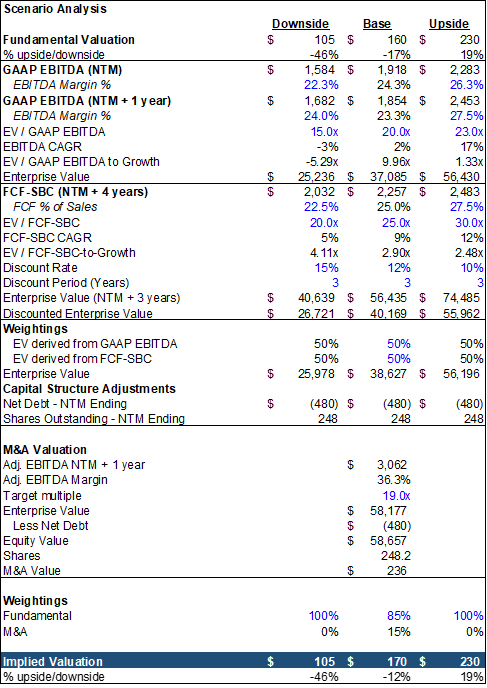 Scenario Analysis
Downside Base Upside
Fundamental Valuation $ 105 $ 160 $ 230
% upside/downside -46% -17% 19%
GAAP EBITDA (NTM) $ 1,584 $ 1,918 $ 2,283
EBITDA Margin % 22.3% 24.3% 26.3%
GAAP EBITDA (NTM + 1 year) $ 1,682 $ 1,854 $ 2,453
EBITDA Margin % 24.0% 23.3% 27.5%
EV / GAAP EBITDA 15.0x 20.0x 23.0x
EBITDA CAGR -3% 2% 17%
EV / GAAP EBITDA to Growth -5.29x 9.96x 1.33x
Enterprise Value $ 25,236 $ 37,085 $ 56,430
FCF-SBC (NTM + 4 years) $ 2,032 $ 2,257 $ 2,483
FCF % of Sales 22.5% 25.0% 27.5%
EV / FCF-SBC 20.0x 25.0x 30.0x
FCF-SBC CAGR 5% 9% 12%
EV / FCF-SBC-to-Growth 4.11x 2.90x 2.48x
Discount Rate 15% 12% 10%
Discount Period (Years) 3 3 3
Enterprise Value (NTM + 3 years) $ 40,639 $ 56,435 $ 74,485
Discounted Enterprise Value $ 26,721 $ 40,169 $ 55,962
Weightings
EV derived from GAAP EBITDA 50% 50% 50%
EV derived from FCF-SBC 50% 50% 50%
Enterprise Value $ 25,978 $ 38,627 $ 56,196
Capital Structure Adjustments
Net Debt - NTM Ending $ (480) $ (480) $ (480)
Shares Outstanding - NTM Ending 248 248 248
M&A Valuation
Adj. EBITDA NTM + 1 year $ 3,062
Adj. EBITDA Margin 36.3%
Target multiple 19.0x
Enterprise Value $ 58,177
Less Net Debt $ (480)
Equity Value $ 58,657
Shares 248.2
M&A Value $ 236
Weightings
Fundamental 100% 85% 100%
M&A 0% 15% 0%
Implied Valuation $ 105 $ 170 $ 230
% upside/downside -46% -12% 19%